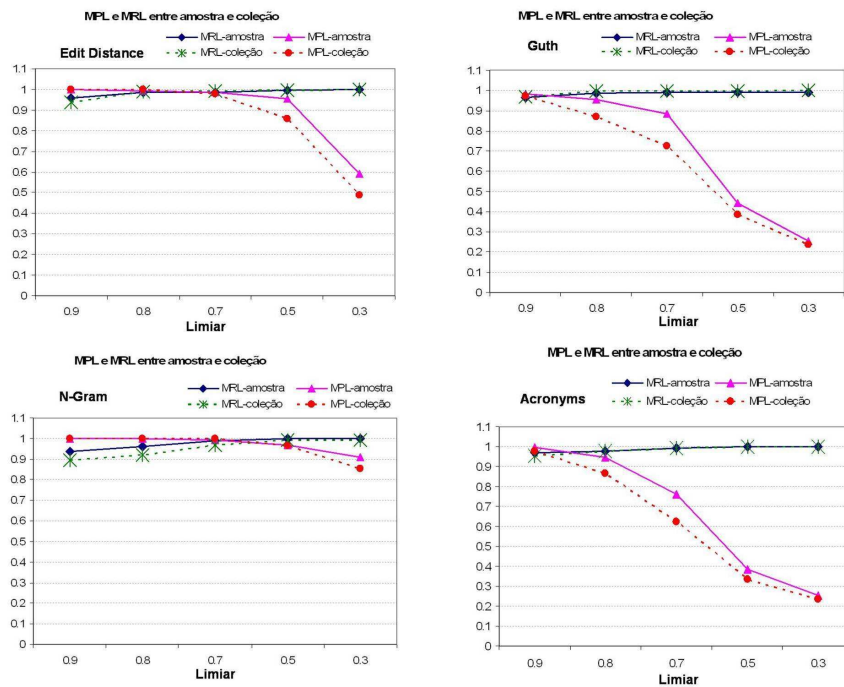 MPL e MRL entre amostra e coleção
Edit Distance
MRL-amostra MPL-amostra
MRL-coleção MPL-coleção
1.1
1
0.9
0.8
0.7
0.6
0.5
0.4
0.3
0.2
0.1
0
0.9 0.8 0.7 0.5 0.3
Limiar
MPL e MRL entre amostra e coleção
Guth
MRL-amostra MPL-amostra
MRL-coleção MPL-coleção
1.1
1
0.9
0.8
0.7
0.6
0.5
0.4
0.3
0.2
0.1
0
0.9 0.8 0.7 0.5 0.3
Limiar
MPL e MRL entre amostra e coleção
N-Gram
MRL-amostra MPL-amostra
MRL-coleção MPL-coleção
1.1
1
0.9
0.8
0.7
0.6
0.5
0.4
0.3
0.2
0.1
0
0.9 0.8 0.7 0.5 0.3
Limiar
MPL e MRL entre amostra e coleção
Acronyms
MRL-amostra MPL-amostra
MRL-coleção MPL-coleção
1.1
1
0.9
0.8
0.7
0.6
0.5
0.4
0.3
0.2
0.1
0
0.9 0.8 0.7 0.5 0.3
Limiar